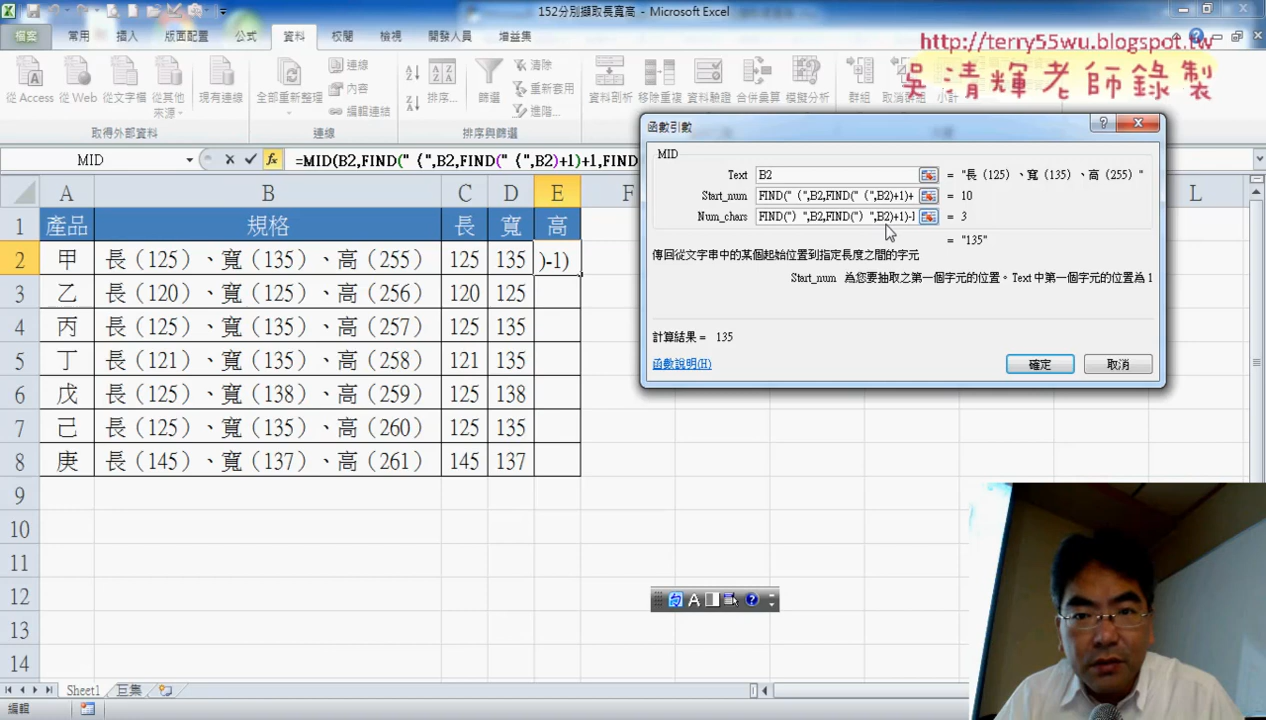 152分別擷取長寬高 - Microsoft Excel
檔案 常用 插入 版面配置 公式 資料 校閱 檢視 開發人員 增益集
http://terry55wu.blogspot.tw
吳清輝老師錄製
從 Access 從 Web 從文字檔 從其他來源 現有連線 全部重新整理 連線 內容 編輯連結 排序... 篩選 清除 重新套用 進階... 資料剖析 移除重複 資料驗證 合併彙算 模擬分析 群組 取消群組 小計
取得外部資料 連線 排序與篩選
MID =MID(B2,FIND("（",B2,FIND("（",B2)+1)+1,FIND
A B C D E F L
1 產品 規格 長 寬 高
2 甲 長（125）、寬（135）、高（255） 125 135 )-1)
3 乙 長（120）、寬（125）、高（256） 120 125
4 丙 長（125）、寬（135）、高（257） 125 135
5 丁 長（121）、寬（135）、高（258） 121 135
6 戊 長（125）、寬（138）、高（259） 125 138
7 己 長（125）、寬（135）、高（260） 125 135
8 庚 長（145）、寬（137）、高（261） 145 137
9
10
11
12
13
14
函數引數
MID
Text B2 = "長（125）、寬（135）、高（255）"
Start_num FIND("（",B2,FIND("（",B2)+1)+ = 10
Num_chars FIND("）",B2,FIND("）",B2)+1)-1 = 3
= "135"
傳回從文字串中的某個起始位置到指定長度之間的字元
Start_num 為您要抽取之第一個字元的位置。Text 中第一個字元的位置為 1
計算結果 = 135
函數說明(H) 確定 取消
Sheet1 巨集
編輯